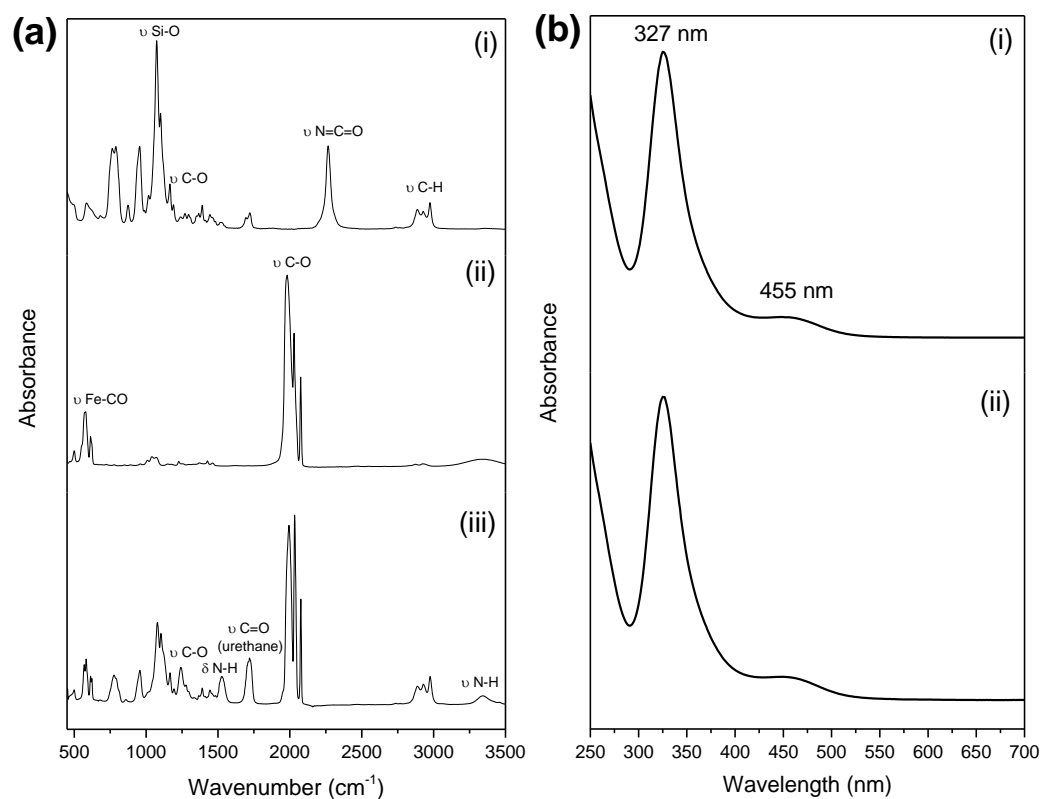 (a)
υ Si-O
(i)
υ N=C=O
υ C-O
υ C-H
(ii)
υ C-O
υ Fe-CO
(iii)
υ C=O
(urethane)
υ C-O
δ N-H
υ N-H
Absorbance
500 1000 1500 2000 2500 3000 3500
Wavenumber (cm⁻¹)
(b)
327 nm
(i)
455 nm
(ii)
Absorbance
250 300 350 400 450 500 550 600 650 700
Wavelength (nm)